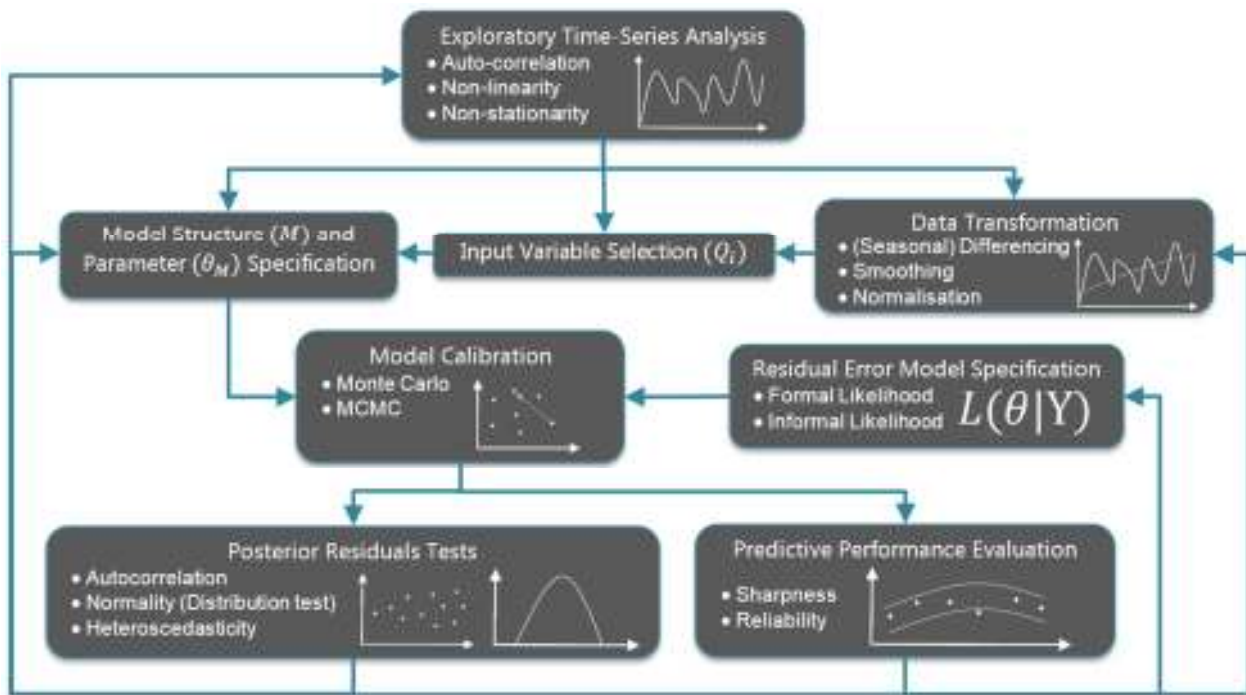 Exploratory Time-Series Analysis
• Auto-correlation
• Non-linearity
• Non-stationarity
Model Structure (M) and
Parameter (θ_M) Specification
Input Variable Selection (Q_i)
Data Transformation
• (Seasonal) Differencing
• Smoothing
• Normalisation
Model Calibration
• Monte Carlo
• MCMC
Residual Error Model Specification
• Formal Likelihood
• Informal Likelihood
L(θ|Y)
Posterior Residuals Tests
• Autocorrelation
• Normality (Distribution test)
• Heteroscedasticity
Predictive Performance Evaluation
• Sharpness
• Reliability